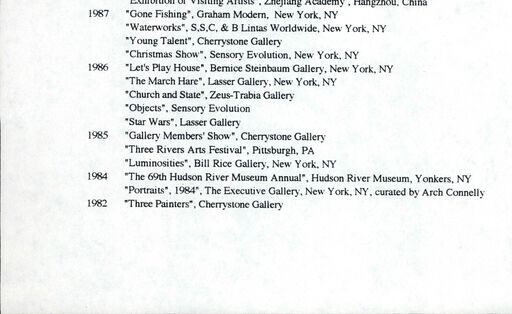 "Exhibition of Visiting Artists", Zhejiang Academy, Hangzhou, China
1987 "Gone Fishing", Graham Modern, New York, NY
"Waterworks", S,S,C, & B Lintas Worldwide, New York, NY
"Young Talent", Cherrystone Gallery
"Christmas Show", Sensory Evolution, New York, NY
1986 "Let's Play House", Bernice Steinbaum Gallery, New York, NY
"The March Hare", Lasser Gallery, New York, NY
"Church and State", Zeus-Trabia Gallery
"Objects", Sensory Evolution
"Star Wars", Lasser Gallery
1985 "Gallery Members' Show", Cherrystone Gallery
"Three Rivers Arts Festival", Pittsburgh, PA
"Luminosities", Bill Rice Gallery, New York, NY
1984 "The 69th Hudson River Museum Annual", Hudson River Museum, Yonkers, NY
"Portraits", 1984", The Executive Gallery, New York, NY, curated by Arch Connelly
1982 "Three Painters", Cherrystone Gallery